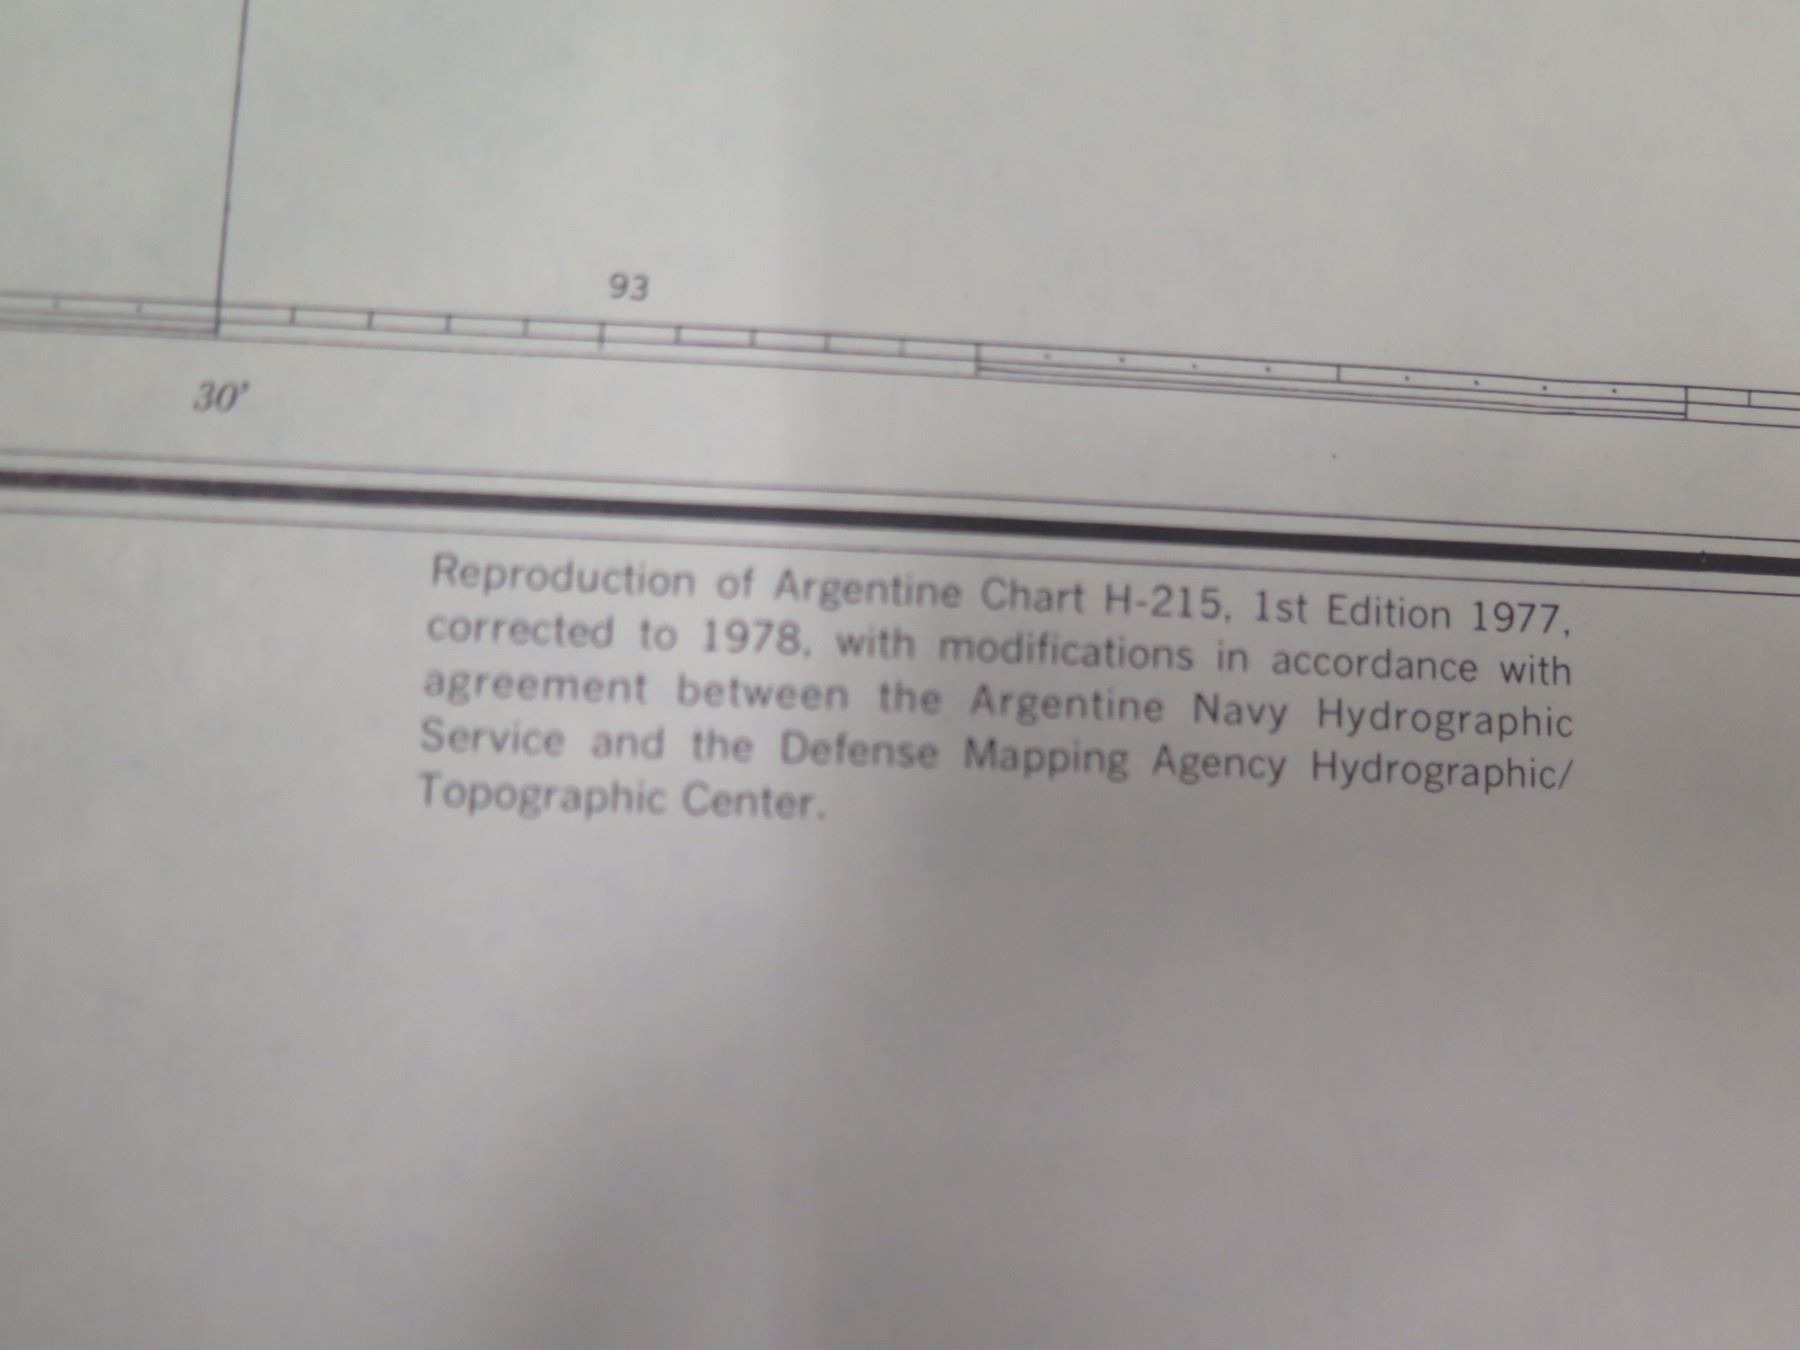 93
30'
Reproduction of Argentine Chart H-215, 1st Edition 1977,
corrected to 1978, with modifications in accordance with
agreement between the Argentine Navy Hydrographic
Service and the Defense Mapping Agency Hydrographic/
Topographic Center.